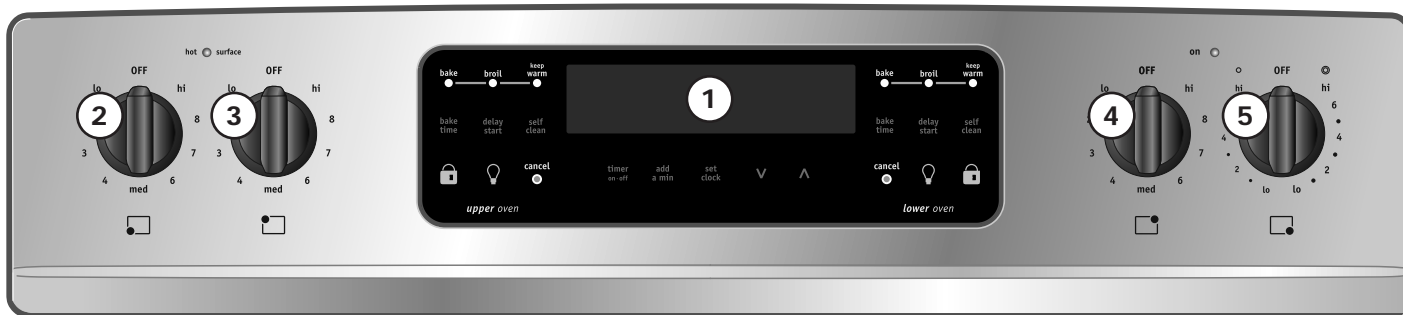 hot surface
OFF
lo hi
2
8
3 7
4 6
med
OFF
lo hi
3
8
7
4 6
med
bake broil keep warm
bake time delay start self clean
cancel
upper oven
1
timer on·off add a min set clock
bake broil keep warm
bake time delay start self clean
cancel
lower oven
on
OFF
lo hi
4
8
3 7
4 6
med
OFF
hi hi
5
6
4 4
2 2
lo lo